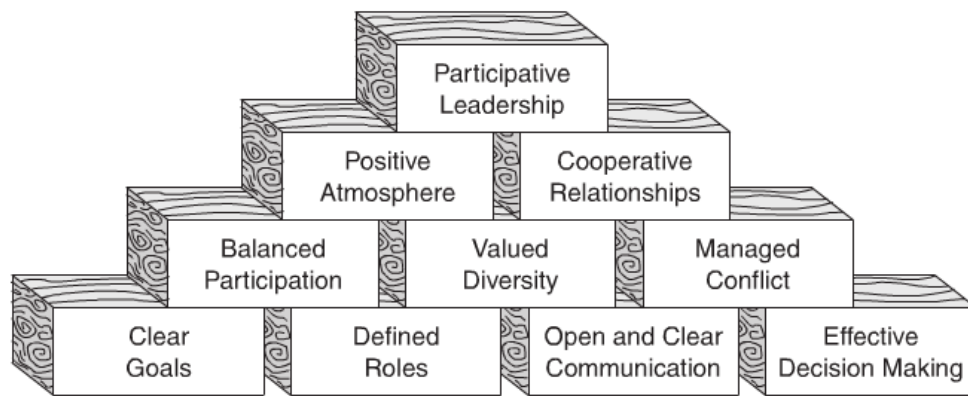 Participative
Leadership
Positive
Atmosphere
Cooperative
Relationships
Balanced
Participation
Valued
Diversity
Managed
Conflict
Clear
Goals
Defined
Roles
Open and Clear
Communication
Effective
Decision Making